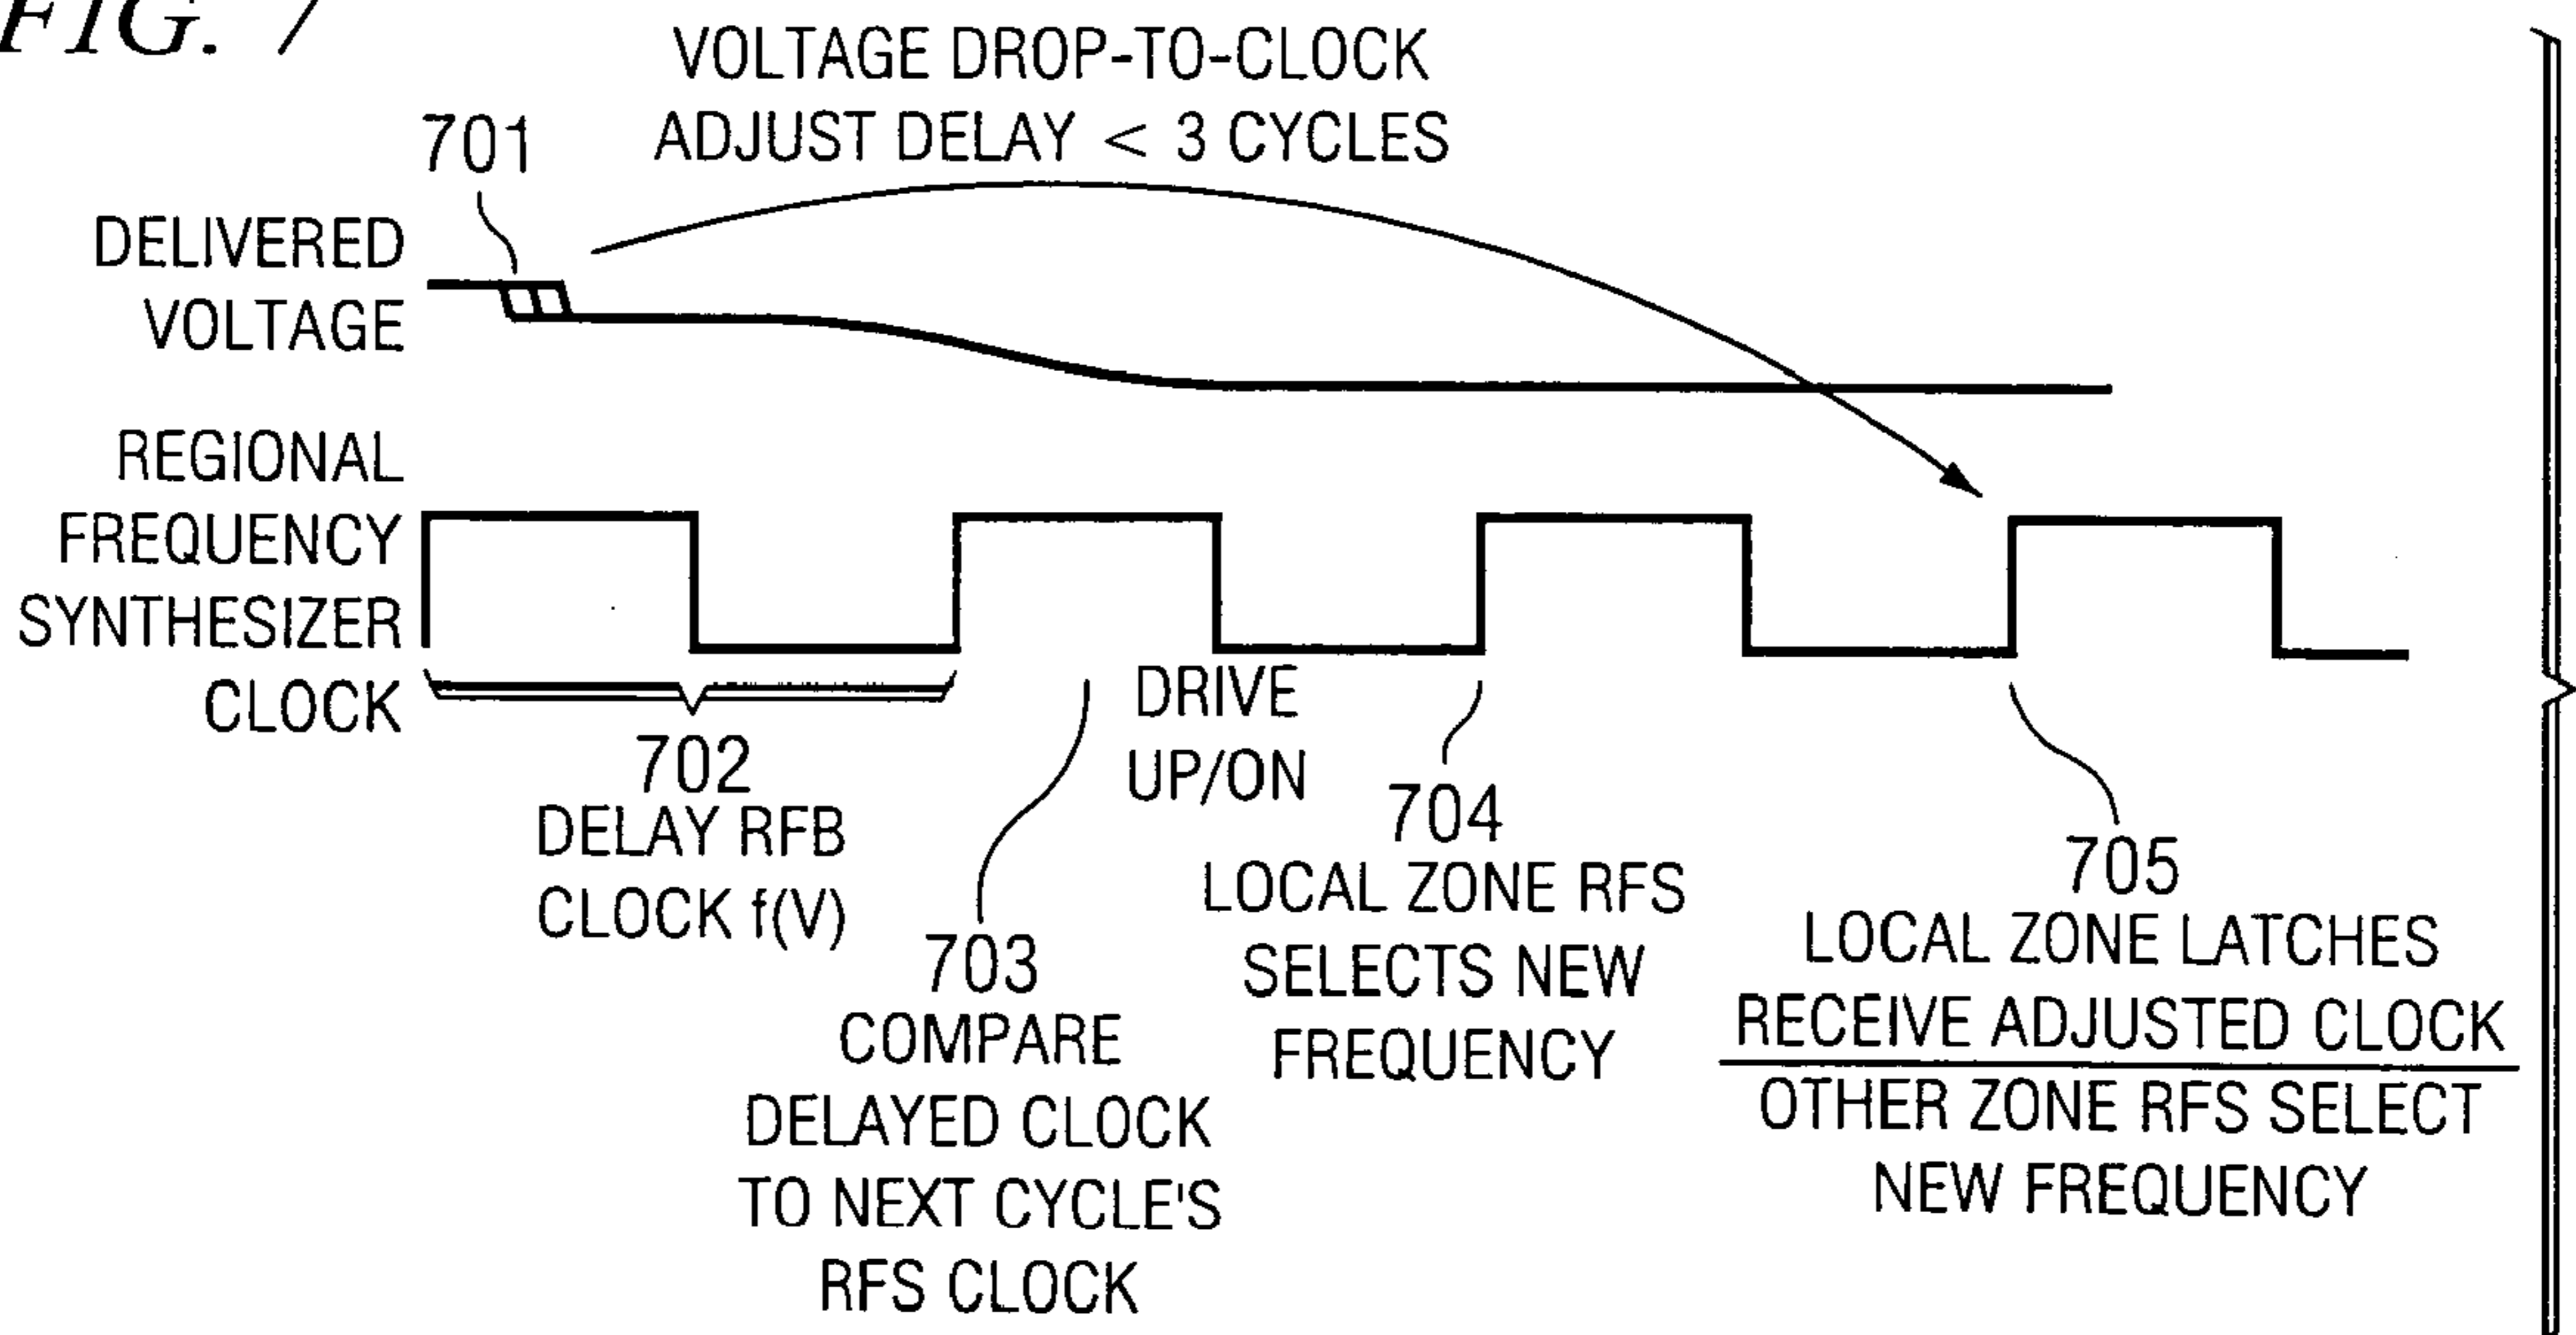 FIG. 7
VOLTAGE DROP-TO-CLOCK
ADJUST DELAY < 3 CYCLES
701
DELIVERED
VOLTAGE
REGIONAL
FREQUENCY
SYNTHESIZER
CLOCK
702
DELAY RFB
CLOCK f(V)
703
COMPARE
DELAYED CLOCK
TO NEXT CYCLE'S
RFS CLOCK
DRIVE
UP/ON
704
LOCAL ZONE RFS
SELECTS NEW
FREQUENCY
705
LOCAL ZONE LATCHES
RECEIVE ADJUSTED CLOCK
OTHER ZONE RFS SELECT
NEW FREQUENCY